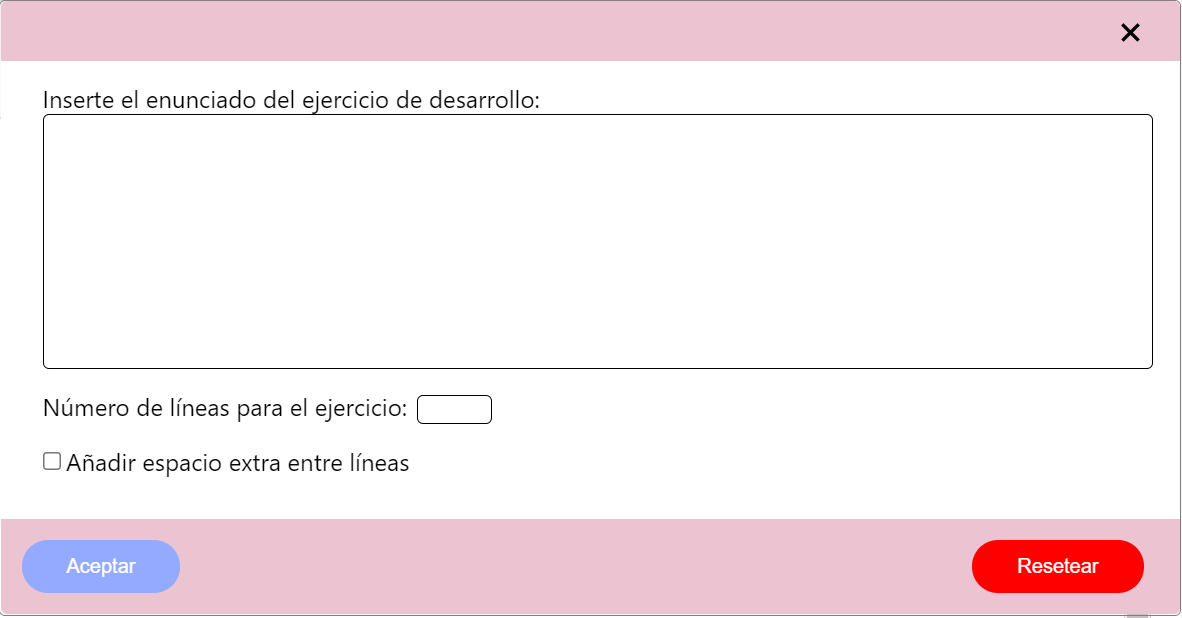 Inserte el enunciado del ejercicio de desarrollo:
Número de líneas para el ejercicio:
Añadir espacio extra entre líneas
Aceptar
Resetear